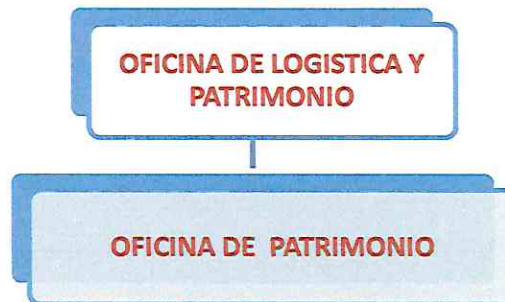 OFICINA DE LOGISTICA Y
PATRIMONIO
OFICINA DE PATRIMONIO